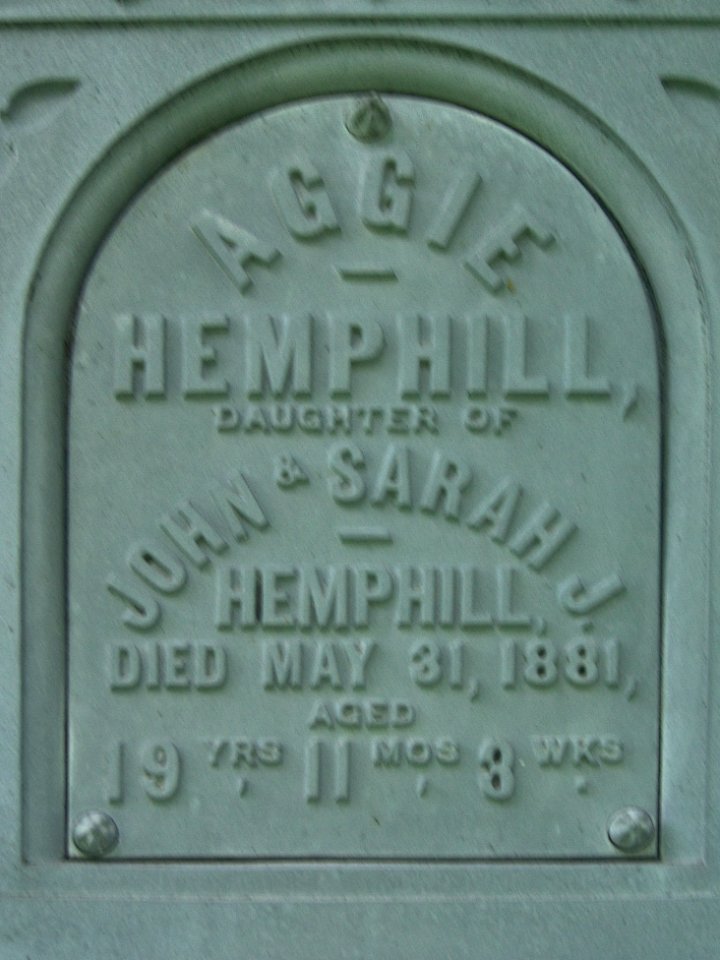 AGGIE
HEMPHILL,
DAUGHTER OF
JOHN & SARAH J.
HEMPHILL,
DIED MAY 31, 1881,
AGED
19 YRS, 11 MOS, 3 WKS.